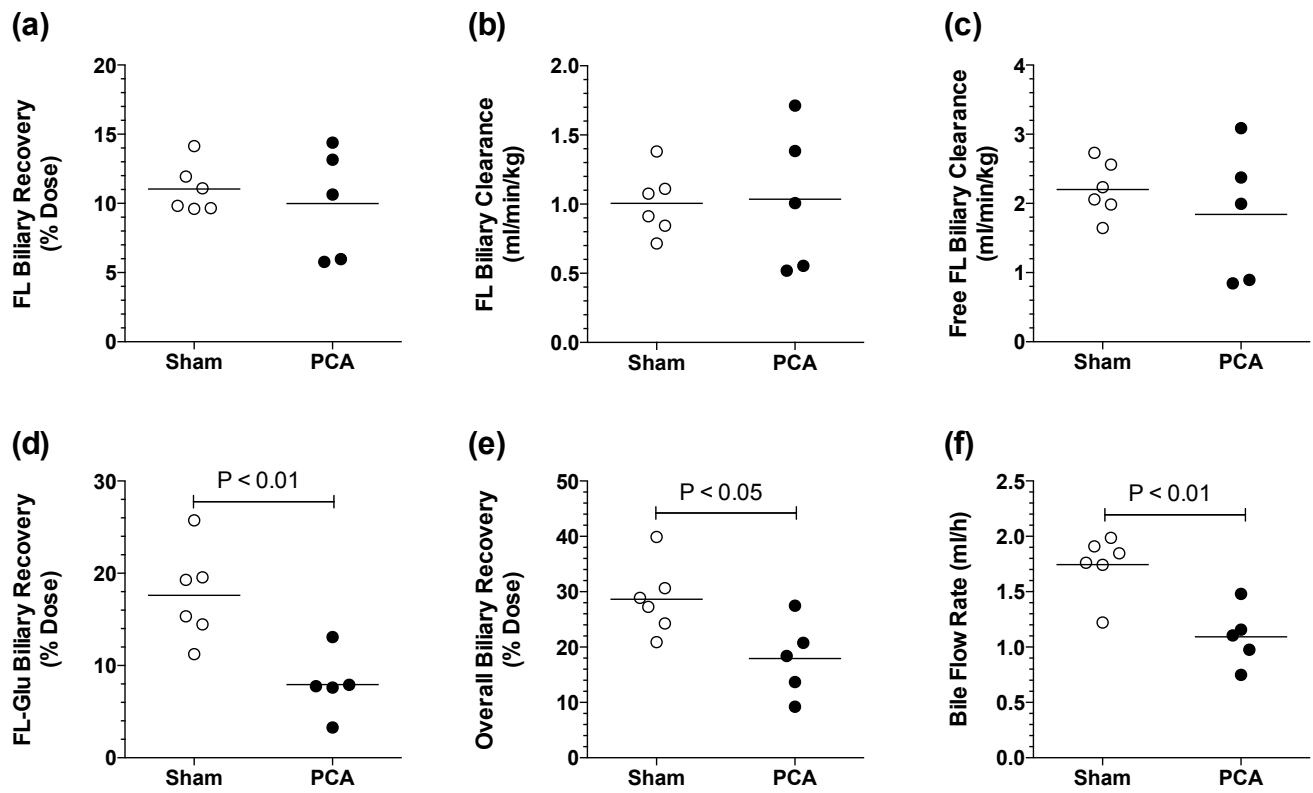 (a)
FL Biliary Recovery
(% Dose)
20
15
10
5
0
Sham
PCA
(b)
FL Biliary Clearance
(ml/min/kg)
2.0
1.5
1.0
0.5
0.0
Sham
PCA
(c)
Free FL Biliary Clearance
(ml/min/kg)
4
3
2
1
0
Sham
PCA
(d)
FL-Glu Biliary Recovery
(% Dose)
30
20
10
0
P < 0.01
Sham
PCA
(e)
Overall Biliary Recovery
(% Dose)
50
40
30
20
10
0
P < 0.05
Sham
PCA
(f)
Bile Flow Rate (ml/h)
2.5
2.0
1.5
1.0
0.5
0.0
P < 0.01
Sham
PCA